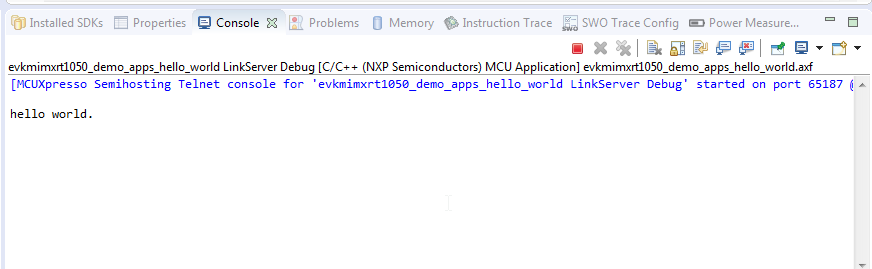 Installed SDKs Properties Console Problems Memory Instruction Trace SWO SWO Trace Config Power Measure...
evkmimxrt1050_demo_apps_hello_world LinkServer Debug [C/C++ (NXP Semiconductors) MCU Application] evkmimxrt1050_demo_apps_hello_world.axf
[MCUXpresso Semihosting Telnet console for 'evkmimxrt1050_demo_apps_hello_world LinkServer Debug' started on port 65187 @
hello world.